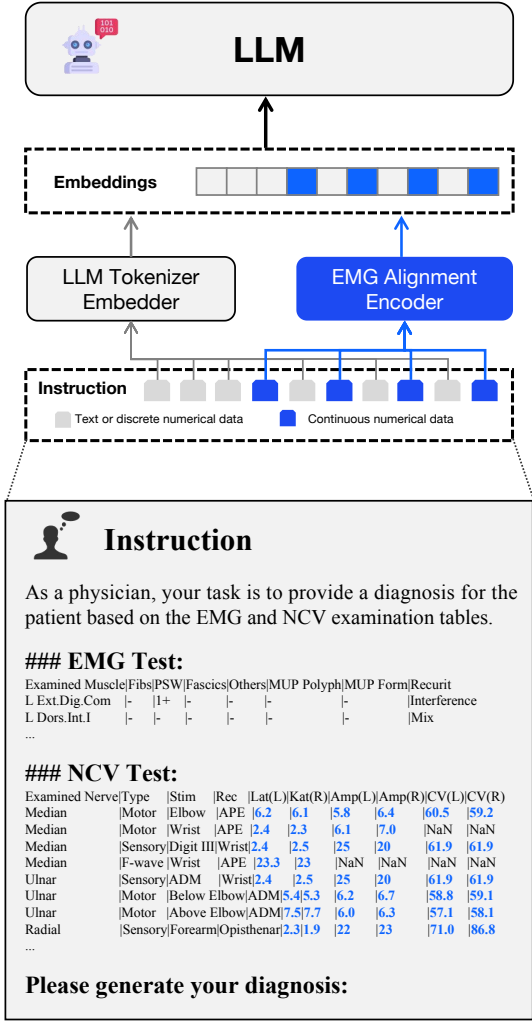 101
010
LLM
Embeddings
LLM Tokenizer
Embedder
EMG Alignment
Encoder
Instruction
Text or discrete numerical data
Continuous numerical data
Instruction
As a physician, your task is to provide a diagnosis for the
patient based on the EMG and NCV examination tables.
### EMG Test:
Examined Muscle|Fibs|PSW|Fascics|Others|MUP Polyph|MUP Form|Recurit
L Ext.Dig.Com |- |1+ |- |- |- |- |Interference
L Dors.Int.I |- |- |- |- |- |- |Mix
...
### NCV Test:
Examined Nerve|Type |Stim |Rec |Lat(L)|Kat(R)|Amp(L)|Amp(R)|CV(L)|CV(R)
Median |Motor |Elbow |APE |6.2 |6.1 |5.8 |6.4 |60.5 |59.2
Median |Motor |Wrist |APE |2.4 |2.3 |6.1 |7.0 |NaN |NaN
Median |Sensory|Digit III|Wrist|2.4 |2.5 |25 |20 |61.9 |61.9
Median |F-wave |Wrist |APE |23.3 |23 |NaN |NaN |NaN |NaN
Ulnar |Sensory|ADM |Wrist|2.4 |2.5 |25 |20 |61.9 |61.9
Ulnar |Motor |Below Elbow|ADM|5.4|5.3 |6.2 |6.7 |58.8 |59.1
Ulnar |Motor |Above Elbow|ADM|7.5|7.7 |6.0 |6.3 |57.1 |58.1
Radial |Sensory|Forearm|Opisthenar|2.3|1.9 |22 |23 |71.0 |86.8
...
Please generate your diagnosis: